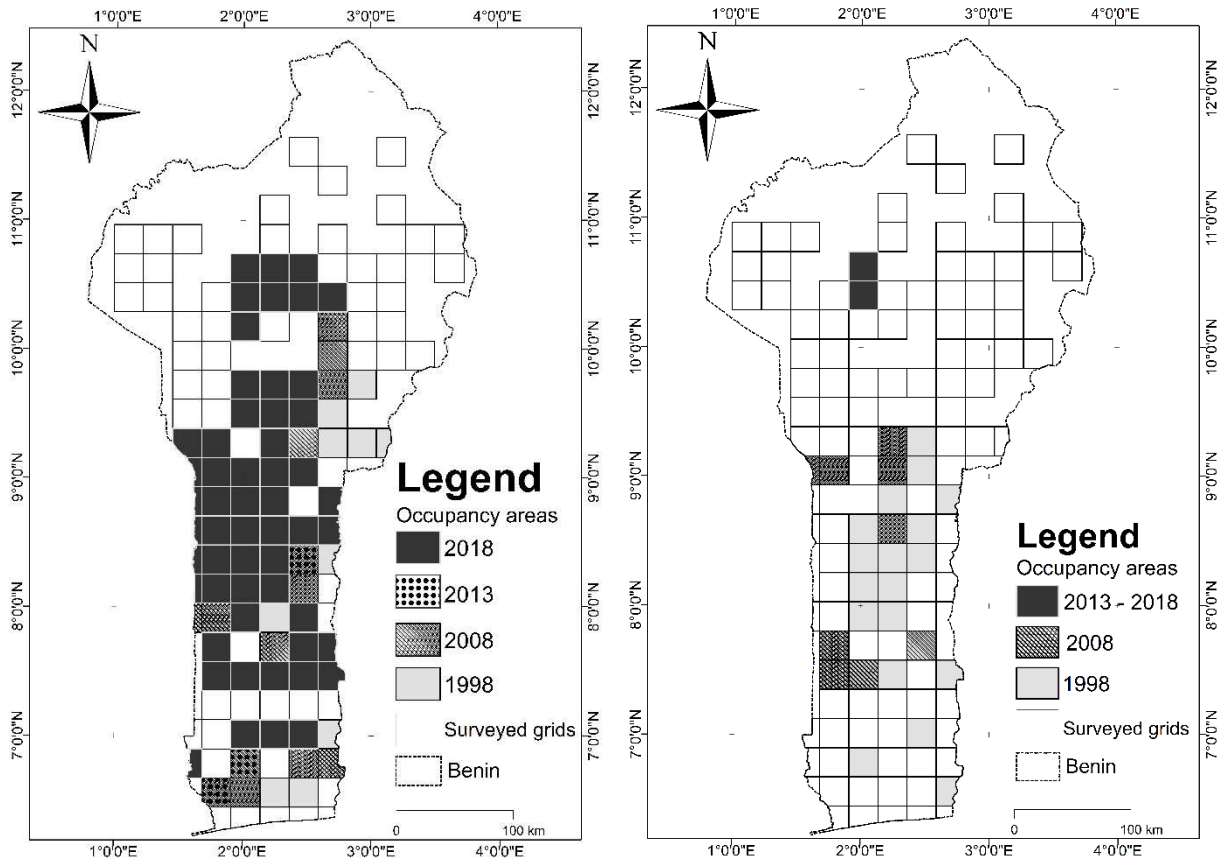 1°0'0"E 2°0'0"E 3°0'0"E 4°0'0"E
N
12°0'0"N 12°0'0"N
11°0'0"N 11°0'0"N
10°0'0"N 10°0'0"N
9°0'0"N 9°0'0"N
8°0'0"N 8°0'0"N
7°0'0"N 7°0'0"N
Legend
Occupancy areas
2018
2013
2008
1998
Surveyed grids
Benin
0 100 km
1°0'0"E 2°0'0"E 3°0'0"E 4°0'0"E
1°0'0"E 2°0'0"E 3°0'0"E 4°0'0"E
N
12°0'0"N 12°0'0"N
11°0'0"N 11°0'0"N
10°0'0"N 10°0'0"N
9°0'0"N 9°0'0"N
8°0'0"N 8°0'0"N
7°0'0"N 7°0'0"N
Legend
Occupancy areas
2013 - 2018
2008
1998
Surveyed grids
Benin
0 100 km
1°0'0"E 2°0'0"E 3°0'0"E 4°0'0"E